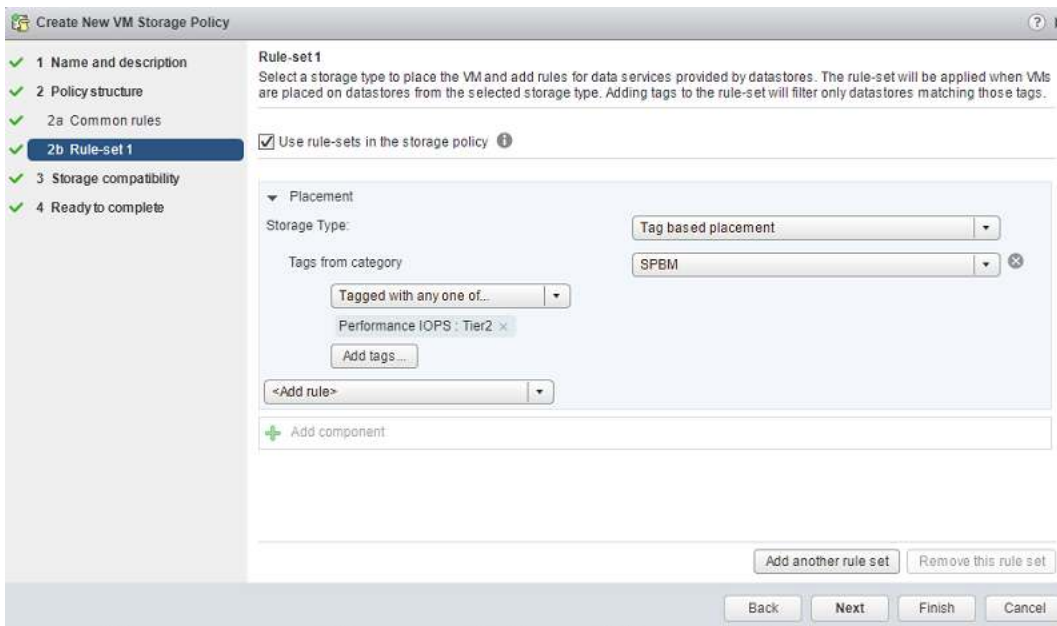 Create New VM Storage Policy
?
1 Name and description
2 Policy structure
2a Common rules
2b Rule-set 1
3 Storage compatibility
4 Ready to complete
Rule-set 1
Select a storage type to place the VM and add rules for data services provided by datastores. The rule-set will be applied when VMs
are placed on datastores from the selected storage type. Adding tags to the rule-set will filter only datastores matching those tags.
Use rule-sets in the storage policy
Placement
Storage Type: Tag based placement
Tags from category SPBM
Tagged with any one of...
Performance IOPS : Tier2 ×
Add tags...
<Add rule>
Add component
Add another rule set Remove this rule set
Back Next Finish Cancel